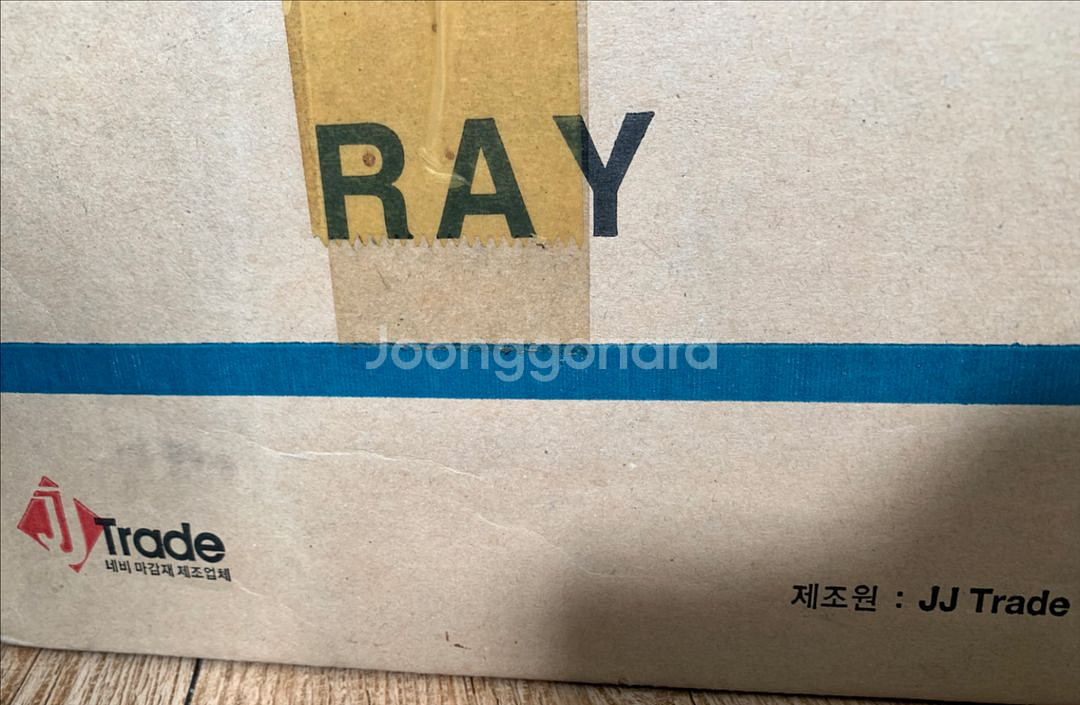 RAY
Joonggonara
JJ Trade
네비 마감재 제조업체
제조원 : JJ Trade